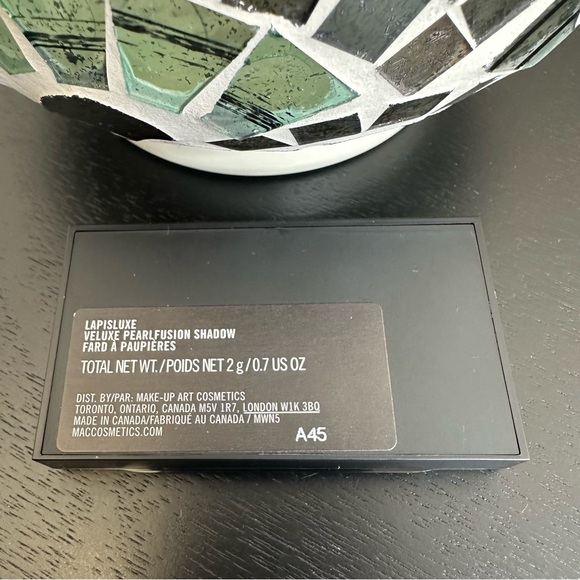 LAPISLUXE
VELUXE PEARLFUSION SHADOW
FARD À PAUPIÈRES
TOTAL NET WT./POIDS NET 2 g/0.7 US OZ
DIST. BY/PAR: MAKE-UP ART COSMETICS
TORONTO, ONTARIO, CANADA M5V 1R7, LONDON W1K 3BQ
MADE IN CANADA/FABRIQUÉ AU CANADA / MWN5
MACCOSMETICS.COM
A45